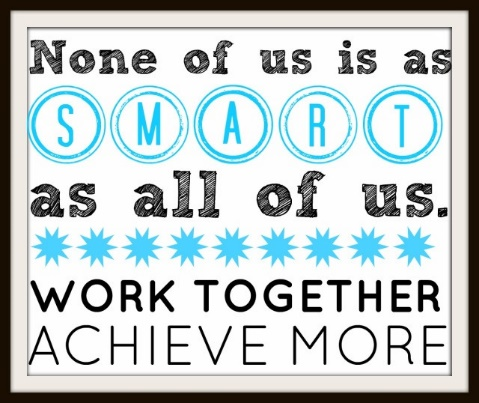 None of us is as
SMART
as all of us.
WORK TOGETHER
ACHIEVE MORE